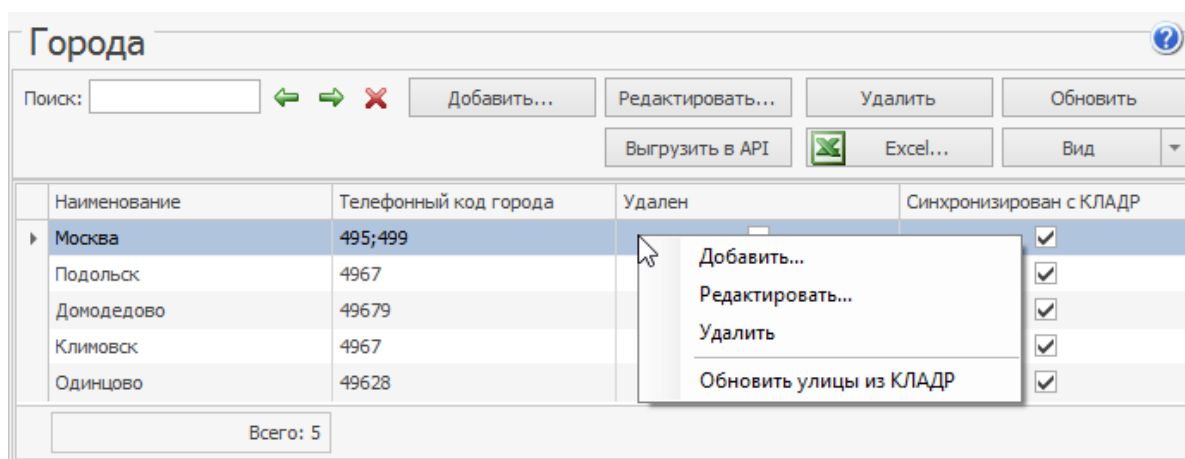 Города
Поиск: Добавить... Редактировать... Удалить Обновить
Выгрузить в API Excel... Вид
Наименование Телефонный код города Удален Синхронизирован с КЛАДР
Москва 495;499
Подольск 4967
Домодедово 49679
Климовск 4967
Одинцово 49628
Добавить...
Редактировать...
Удалить
Обновить улицы из КЛАДР
Всего: 5